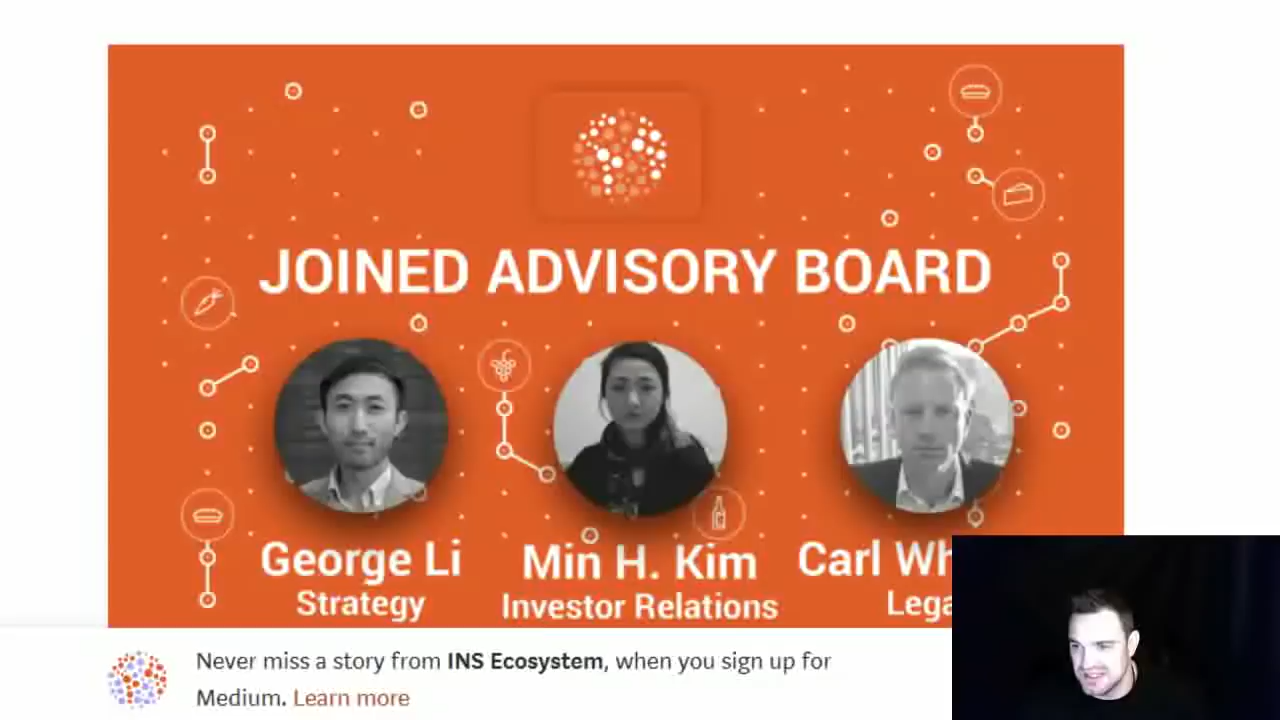 JOINED ADVISORY BOARD
George Li
Min H. Kim
Carl
Strategy
Investor Relations
Never miss a story from INS Ecosystem, when you sign up for
Medium. Learn more